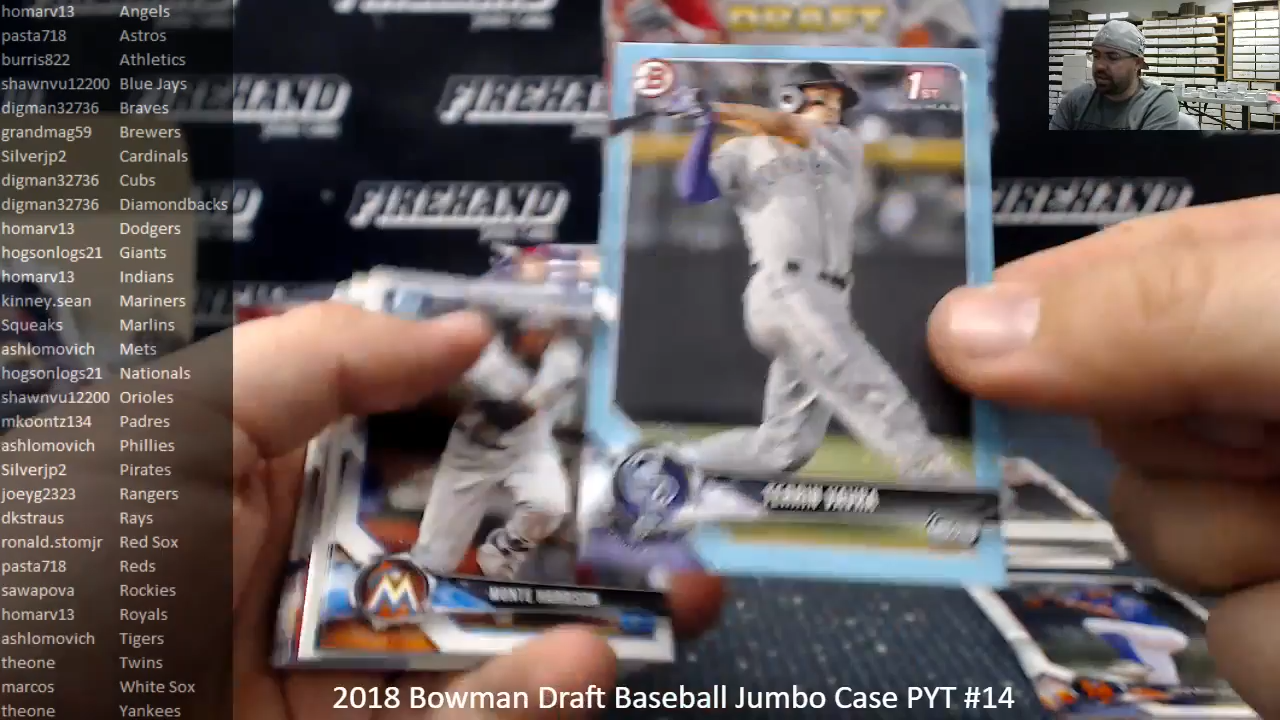 homarv13 Angels
pasta718 Astros
burris822 Athletics
shawnvu12200 Blue Jays
digman32736 Braves
grandmag59 Brewers
Silverjp2 Cardinals
digman32736 Cubs
digman32736 Diamondbacks
homarv13 Dodgers
hogsonlogs21 Giants
homarv13 Indians
kinney.sean Mariners
Squeaks Marlins
ashlomovich Mets
hogsonlogs21 Nationals
shawnvu12200 Orioles
mkoontz134 Padres
ashlomovich Phillies
Silverjp2 Pirates
joeyg2323 Rangers
dkstraus Rays
ronald.stomjr Red Sox
pasta718 Reds
sawapova Rockies
homarv13 Royals
ashlomovich Tigers
theone Twins
marcos White Sox
theone Yankees
DRAFT
B
1ST
FIREHAND
FIREHAND
FIREHAND
FIREHAND
M
MONTE HARRISON
2018 Bowman Draft Baseball Jumbo Case PYT #14